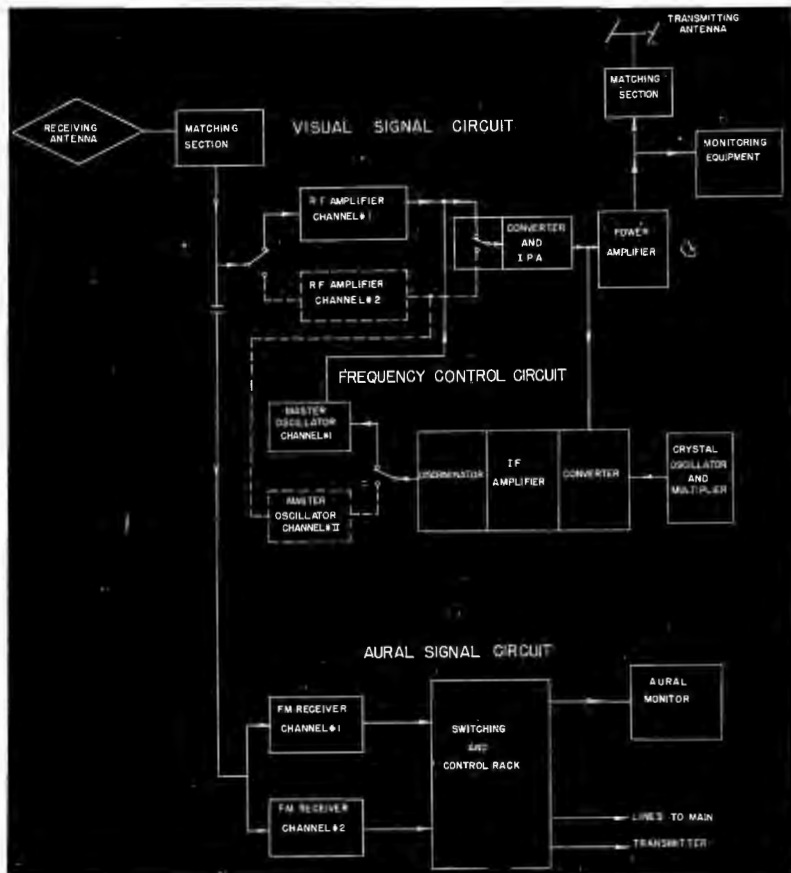 TRANSMITTING
ANTENNA
RECEIVING
ANTENNA
MATCHING
SECTION
VISUAL SIGNAL CIRCUIT
MATCHING
SECTION
MONITORING
EQUIPMENT
R F AMPLIFIER
CHANNEL #1
CONVERTER
AND
I P A
POWER
AMPLIFIER
R F AMPLIFIER
CHANNEL #2
FREQUENCY CONTROL CIRCUIT
MASTER
OSCILLATOR
CHANNEL #1
DISCRIMINATOR
I F
AMPLIFIER
CONVERTER
CRYSTAL
OSCILLATOR
AND
MULTIPLIER
MASTER
OSCILLATOR
CHANNEL #II
AURAL SIGNAL CIRCUIT
FM RECEIVER
CHANNEL #1
SWITCHING
AND
CONTROL RACK
AURAL
MONITOR
FM RECEIVER
CHANNEL #2
LINES TO MAIN
TRANSMITTER